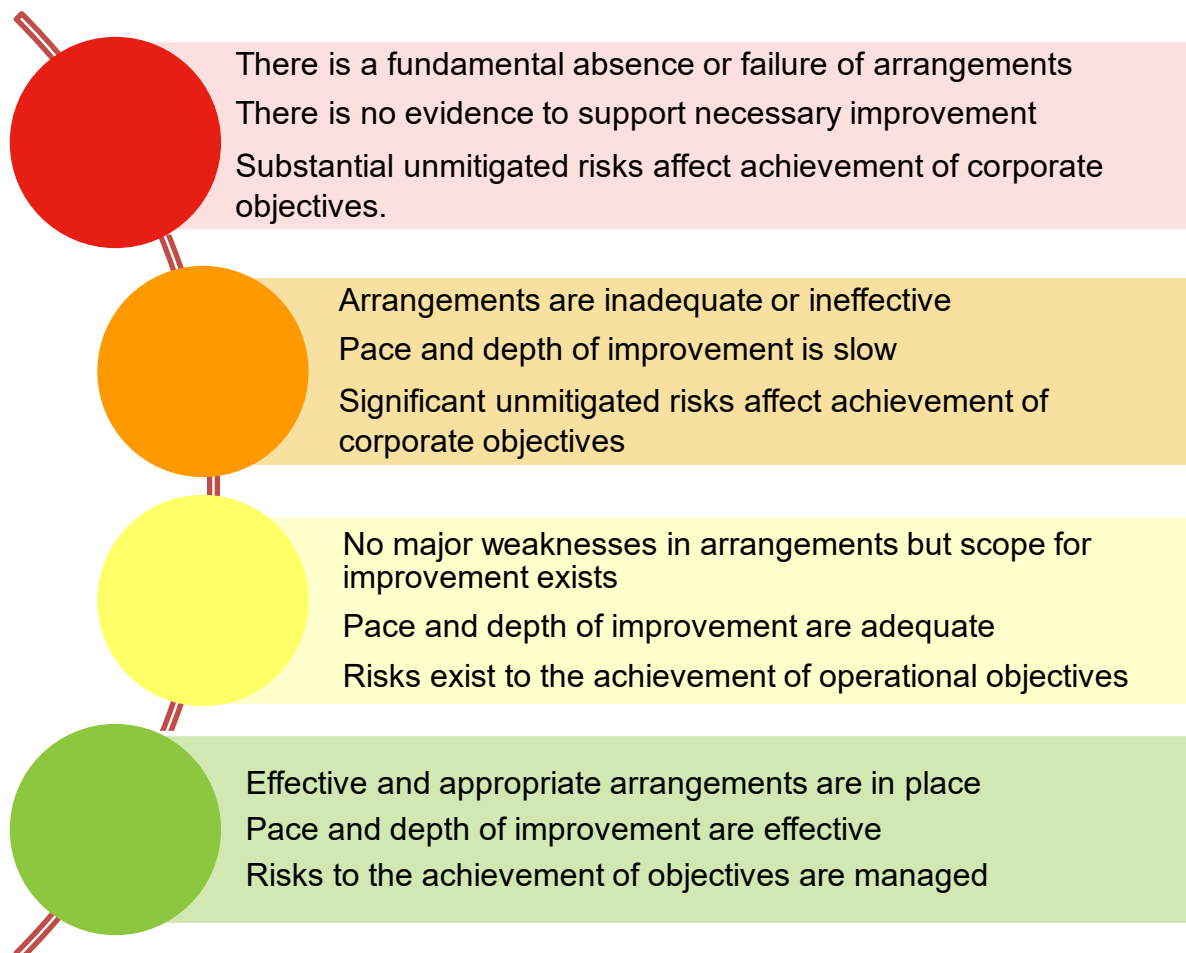 There is a fundamental absence or failure of arrangements
There is no evidence to support necessary improvement
Substantial unmitigated risks affect achievement of corporate
objectives.
Arrangements are inadequate or ineffective
Pace and depth of improvement is slow
Significant unmitigated risks affect achievement of
corporate objectives
No major weaknesses in arrangements but scope for
improvement exists
Pace and depth of improvement are adequate
Risks exist to the achievement of operational objectives
Effective and appropriate arrangements are in place
Pace and depth of improvement are effective
Risks to the achievement of objectives are managed